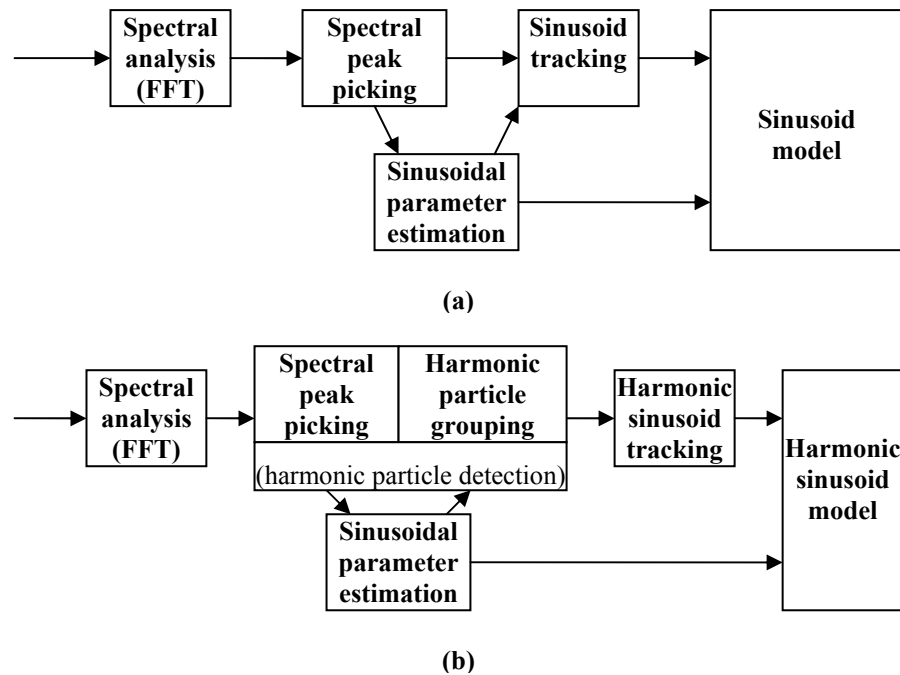 Spectral
analysis
(FFT)
Spectral
peak
picking
Sinusoid
tracking
Sinusoidal
parameter
estimation
Sinusoid
model
(a)
Spectral
analysis
(FFT)
Spectral
peak
picking
Harmonic
particle
grouping
(harmonic particle detection)
Harmonic
sinusoid
tracking
Sinusoidal
parameter
estimation
Harmonic
sinusoid
model
(b)